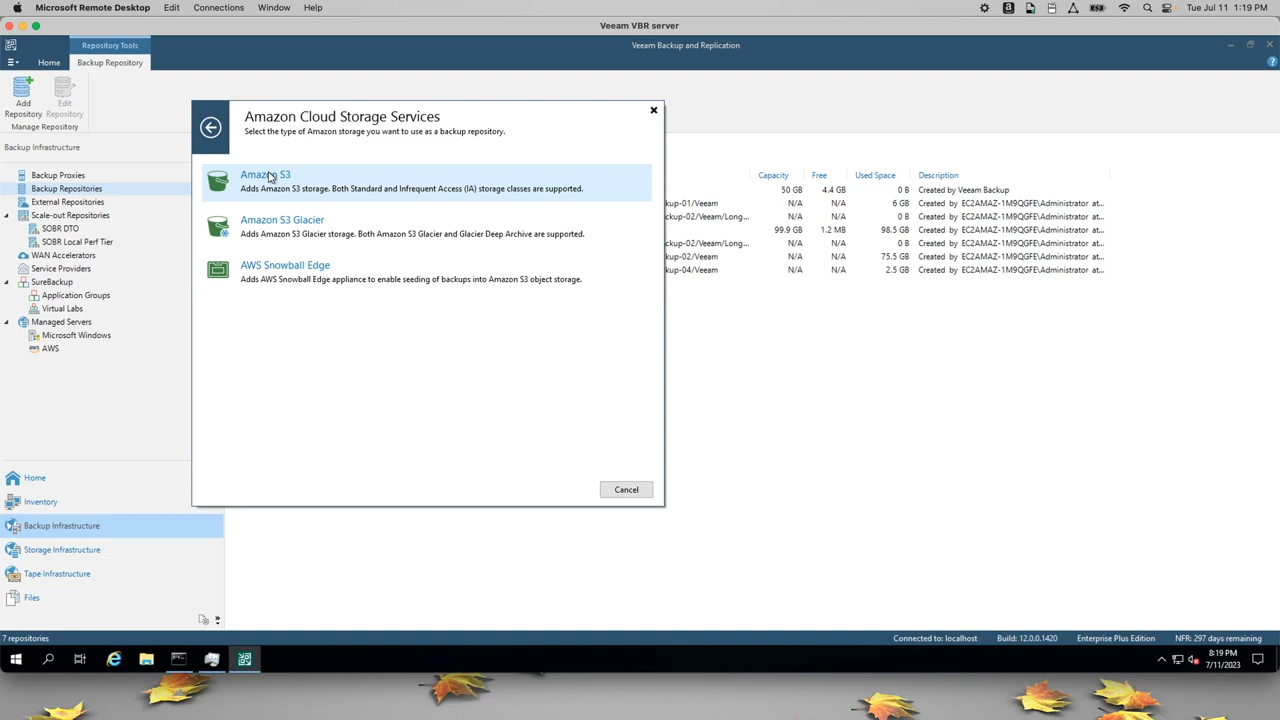 Microsoft Remote Desktop Edit Connections Window Help
Tue Jul 11 1:19 PM
Veeam VBR server
Repository Tools
Veeam Backup and Replication
Home Backup Repository
Add Repository
Edit Repository
Manage Repository
Backup Infrastructure
Backup Proxies
Backup Repositories
External Repositories
Scale-out Repositories
SOBR DTO
SOBR Local Perf Tier
WAN Accelerators
Service Providers
SureBackup
Application Groups
Virtual Labs
Managed Servers
Microsoft Windows
AWS
Home
Inventory
Backup Infrastructure
Storage Infrastructure
Tape Infrastructure
Files
Amazon Cloud Storage Services
Select the type of Amazon storage you want to use as a backup repository.
Amazon S3
Adds Amazon S3 storage. Both Standard and Infrequent Access (IA) storage classes are supported.
Amazon S3 Glacier
Adds Amazon S3 Glacier storage. Both Amazon S3 Glacier and Glacier Deep Archive are supported.
AWS Snowball Edge
Adds AWS Snowball Edge appliance to enable seeding of backups into Amazon S3 object storage.
Cancel
Capacity Free Used Space Description
50 GB 4.4 GB 0 B Created by Veeam Backup
kup-01/Veeam N/A N/A 6 GB Created by EC2AMAZ-1M9QGFE\Administrator at...
kup-02/Veeam/Long... N/A N/A 0 B Created by EC2AMAZ-1M9QGFE\Administrator at...
99.9 GB 1.2 MB 98.5 GB Created by EC2AMAZ-1M9QGFE\Administrator at...
kup-02/Veeam/Long... N/A N/A 0 B Created by EC2AMAZ-1M9QGFE\Administrator at...
kup-02/Veeam N/A N/A 75.5 GB Created by EC2AMAZ-1M9QGFE\Administrator at...
kup-04/Veeam N/A N/A 2.5 GB Created by EC2AMAZ-1M9QGFE\Administrator at...
7 repositories
Connected to: localhost Build: 12.0.0.1420 Enterprise Plus Edition NFR: 297 days remaining
8:19 PM
7/11/2023